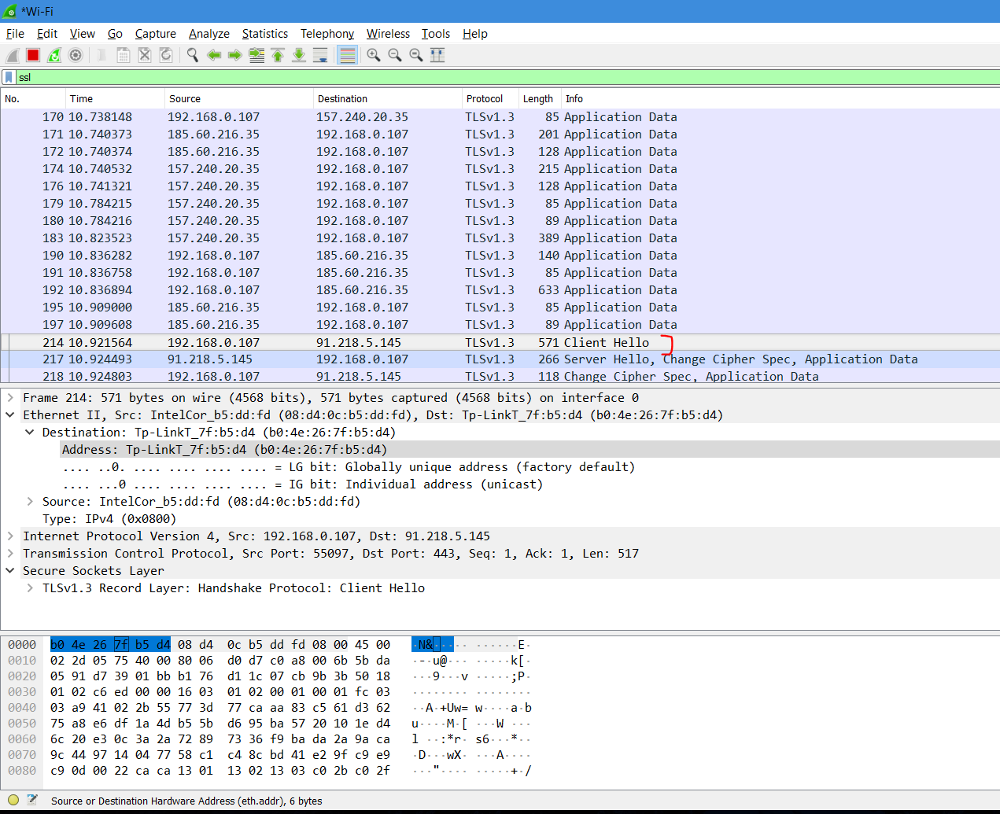 *Wi-Fi
File Edit View Go Capture Analyze Statistics Telephony Wireless Tools Help
ssl
No. Time Source Destination Protocol Length Info
170 10.738148 192.168.0.107 157.240.20.35 TLSv1.3 85 Application Data
171 10.740373 185.60.216.35 192.168.0.107 TLSv1.3 201 Application Data
172 10.740374 185.60.216.35 192.168.0.107 TLSv1.3 128 Application Data
174 10.740532 157.240.20.35 192.168.0.107 TLSv1.3 215 Application Data
176 10.741321 157.240.20.35 192.168.0.107 TLSv1.3 128 Application Data
179 10.784215 157.240.20.35 192.168.0.107 TLSv1.3 85 Application Data
180 10.784216 157.240.20.35 192.168.0.107 TLSv1.3 89 Application Data
183 10.823523 157.240.20.35 192.168.0.107 TLSv1.3 389 Application Data
190 10.836282 192.168.0.107 185.60.216.35 TLSv1.3 140 Application Data
191 10.836758 192.168.0.107 185.60.216.35 TLSv1.3 85 Application Data
192 10.836894 192.168.0.107 185.60.216.35 TLSv1.3 633 Application Data
195 10.909000 185.60.216.35 192.168.0.107 TLSv1.3 85 Application Data
197 10.909608 185.60.216.35 192.168.0.107 TLSv1.3 89 Application Data
214 10.921564 192.168.0.107 91.218.5.145 TLSv1.3 571 Client Hello
217 10.924493 91.218.5.145 192.168.0.107 TLSv1.3 266 Server Hello, Change Cipher Spec, Application Data
218 10.924803 192.168.0.107 91.218.5.145 TLSv1.3 118 Change Cipher Spec, Application Data
Frame 214: 571 bytes on wire (4568 bits), 571 bytes captured (4568 bits) on interface 0
Ethernet II, Src: IntelCor_b5:dd:fd (08:d4:0c:b5:dd:fd), Dst: Tp-LinkT_7f:b5:d4 (b0:4e:26:7f:b5:d4)
Destination: Tp-LinkT_7f:b5:d4 (b0:4e:26:7f:b5:d4)
Address: Tp-LinkT_7f:b5:d4 (b0:4e:26:7f:b5:d4)
.... ..0. .... .... .... .... = LG bit: Globally unique address (factory default)
.... ...0 .... .... .... .... = IG bit: Individual address (unicast)
Source: IntelCor_b5:dd:fd (08:d4:0c:b5:dd:fd)
Type: IPv4 (0x0800)
Internet Protocol Version 4, Src: 192.168.0.107, Dst: 91.218.5.145
Transmission Control Protocol, Src Port: 55097, Dst Port: 443, Seq: 1, Ack: 1, Len: 517
Secure Sockets Layer
TLSv1.3 Record Layer: Handshake Protocol: Client Hello
0000 b0 4e 26 7f b5 d4 08 d4 0c b5 dd fd 08 00 45 00 ·N&····· ······E·
0010 02 2d 05 75 40 00 80 06 d0 d7 c0 a8 00 6b 5b da ·-·u@··· ·····k[·
0020 05 91 d7 39 01 bb b1 76 d1 1c 07 cb 9b 3b 50 18 ···9···v ·····;P·
0030 01 02 c6 ed 00 00 16 03 01 02 00 01 00 01 fc 03 ········ ········
0040 03 a9 41 02 2b 55 77 3d 77 ca aa 83 c5 61 d3 62 ··A·+Uw= w····a·b
0050 75 a8 e6 df 1a 4d b5 5b d6 95 ba 57 20 10 1e d4 u····M·[ ···W ···
0060 6c 20 e3 0c 3a 2a 72 89 73 36 f9 ba da 2a 9a ca l ··:*r· s6···*··
0070 9c 44 97 14 04 77 58 c1 c4 8c bd 41 e2 9f c9 e9 ·D···wX· ···A····
0080 c9 0d 00 22 ca ca 13 01 13 02 13 03 c0 2b c0 2f ···"···· ·····+·/
Source or Destination Hardware Address (eth.addr), 6 bytes